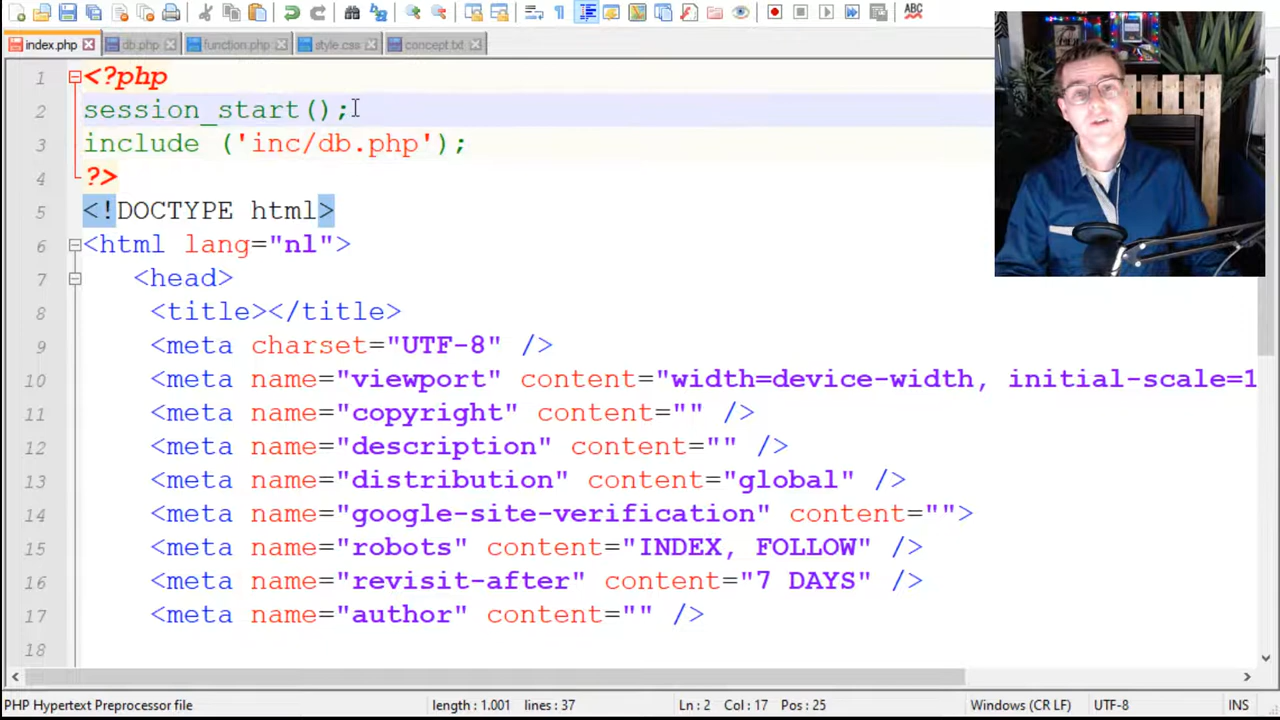 ABC
index.php
db.php
function.php
style.css
concept.txt
1 <?php
2 session_start();
3 include ('inc/db.php');
4 ?>
5 <!DOCTYPE html>
6 <html lang="nl">
7 <head>
8 <title></title>
9 <meta charset="UTF-8" />
10 <meta name="viewport" content="width=device-width, initial-scale=1
11 <meta name="copyright" content="" />
12 <meta name="description" content="" />
13 <meta name="distribution" content="global" />
14 <meta name="google-site-verification" content="">
15 <meta name="robots" content="INDEX, FOLLOW" />
16 <meta name="revisit-after" content="7 DAYS" />
17 <meta name="author" content="" />
18
PHP Hypertext Preprocessor file length : 1.001 lines : 37 Ln : 2 Col : 17 Pos : 25 Windows (CR LF) UTF-8 INS